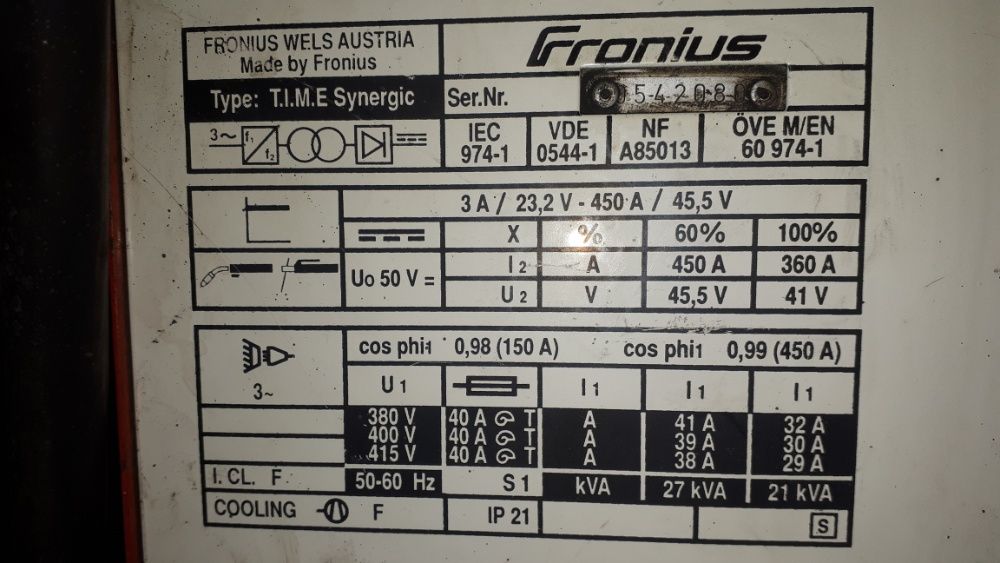 FRONIUS WELS AUSTRIA
Made by Fronius
Fronius
Type: T.I.M.E Synergic
Ser.Nr.
3~ f1 f2
IEC 974-1
VDE 0544-1
NF A85013
ÖVE M/EN 60 974-1
3 A / 23,2 V - 450 A / 45,5 V
X % 60% 100%
Uo 50 V =
I2 A 450 A 360 A
U2 V 45,5 V 41 V
cos phi1 0,98 (150 A) cos phi1 0,99 (450 A)
3~
U1 I1 I1 I1
380 V 40 A T A 41 A 32 A
400 V 40 A T A 39 A 30 A
415 V 40 A T A 38 A 29 A
I. CL. F 50-60 Hz S1 kVA 27 kVA 21 kVA
COOLING F IP 21 S